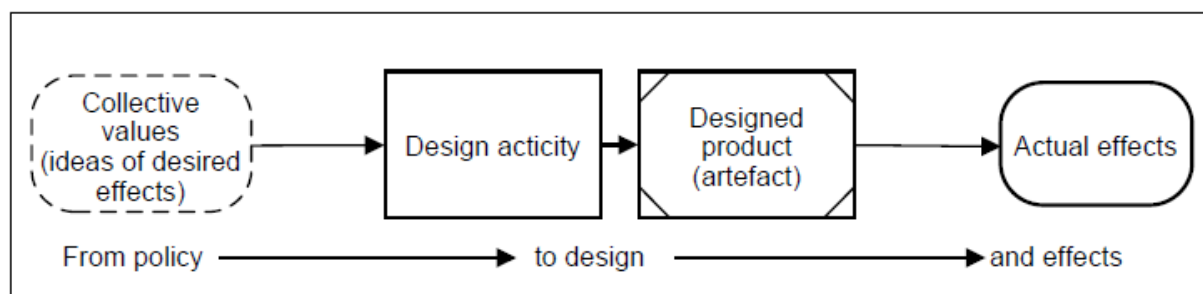 Collective
values
(ideas of desired
effects)
Design acticity
Designed
product
(artefact)
Actual effects
From policy
to design
and effects